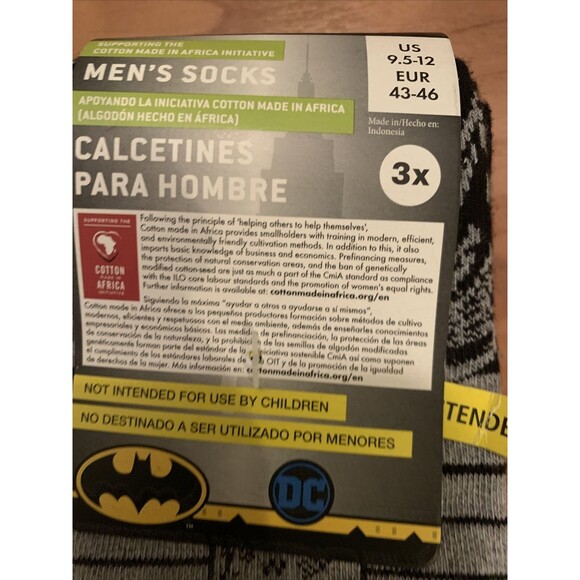 SUPPORTING THE
COTTON MADE IN AFRICA INITIATIVE
MEN'S SOCKS
APOYANDO LA INICIATIVA COTTON MADE IN AFRICA
(ALGODÓN HECHO EN ÁFRICA)
CALCETINES
PARA HOMBRE
US
9.5-12
EUR
43-46
Made in/Hecho en:
Indonesia
3x
SUPPORTING THE
COTTON
MADE IN
AFRICA
INITIATIVE
Following the principle of 'helping others to help themselves',
Cotton made in Africa provides smallholders with training in modern, efficient,
and environmentally friendly cultivation methods. In addition to this, it also
imparts basic knowledge of business and economics. Prefinancing measures,
the protection of natural conservation areas, and the ban of genetically
modified cotton-seed are just as much a part of the CmiA standard as compliance
with the ILO core labour standards and the promotion of women's equal rights.
Further information is available at: cottonmadeinafrica.org/en
Siguiendo la máxima "ayudar a otros a ayudarse a sí mismos",
Cotton made in Africa ofrece a los pequeños productores formación sobre métodos de cultivo
modernos, eficientes y respetuosos con el medio ambiente, además de enseñarles conocimientos
empresariales y económicos básicos. Las medidas de prefinanciación, la protección de las áreas
conservación de la naturaleza, y la prohibición de las semillas de algodón modificadas
genéticamente forman parte del estándar y de la iniciativa sostenible CmiA así como suponen
el cumplimiento de los estándares laborales de OIT y de la promoción de la igualdad
de derechos de la mujer. Más información en: cottonmadeinafrica.org/en
NOT INTENDED FOR USE BY CHILDREN
NO DESTINADO A SER UTILIZADO POR MENORES
TENDE
DC
TM